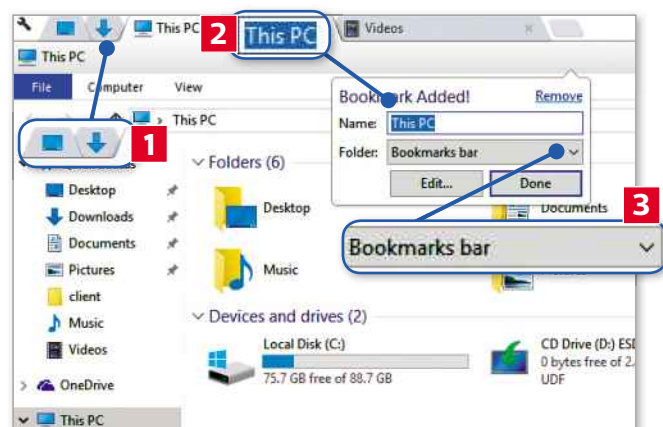 This PC
2
This PC
Videos
This PC
File
Computer
View
Bookmark Added!
Remove
Name:
This PC
Folder:
Bookmarks bar
Edit...
Done
This PC
1
Desktop
Downloads
Documents
Pictures
client
Music
Videos
OneDrive
This PC
Folders (6)
Desktop
Documents
3
Bookmarks bar
Music
Devices and drives (2)
Local Disk (C:)
75.7 GB free of 88.7 GB
CD Drive (D:)
0 bytes free of 2.
UDF